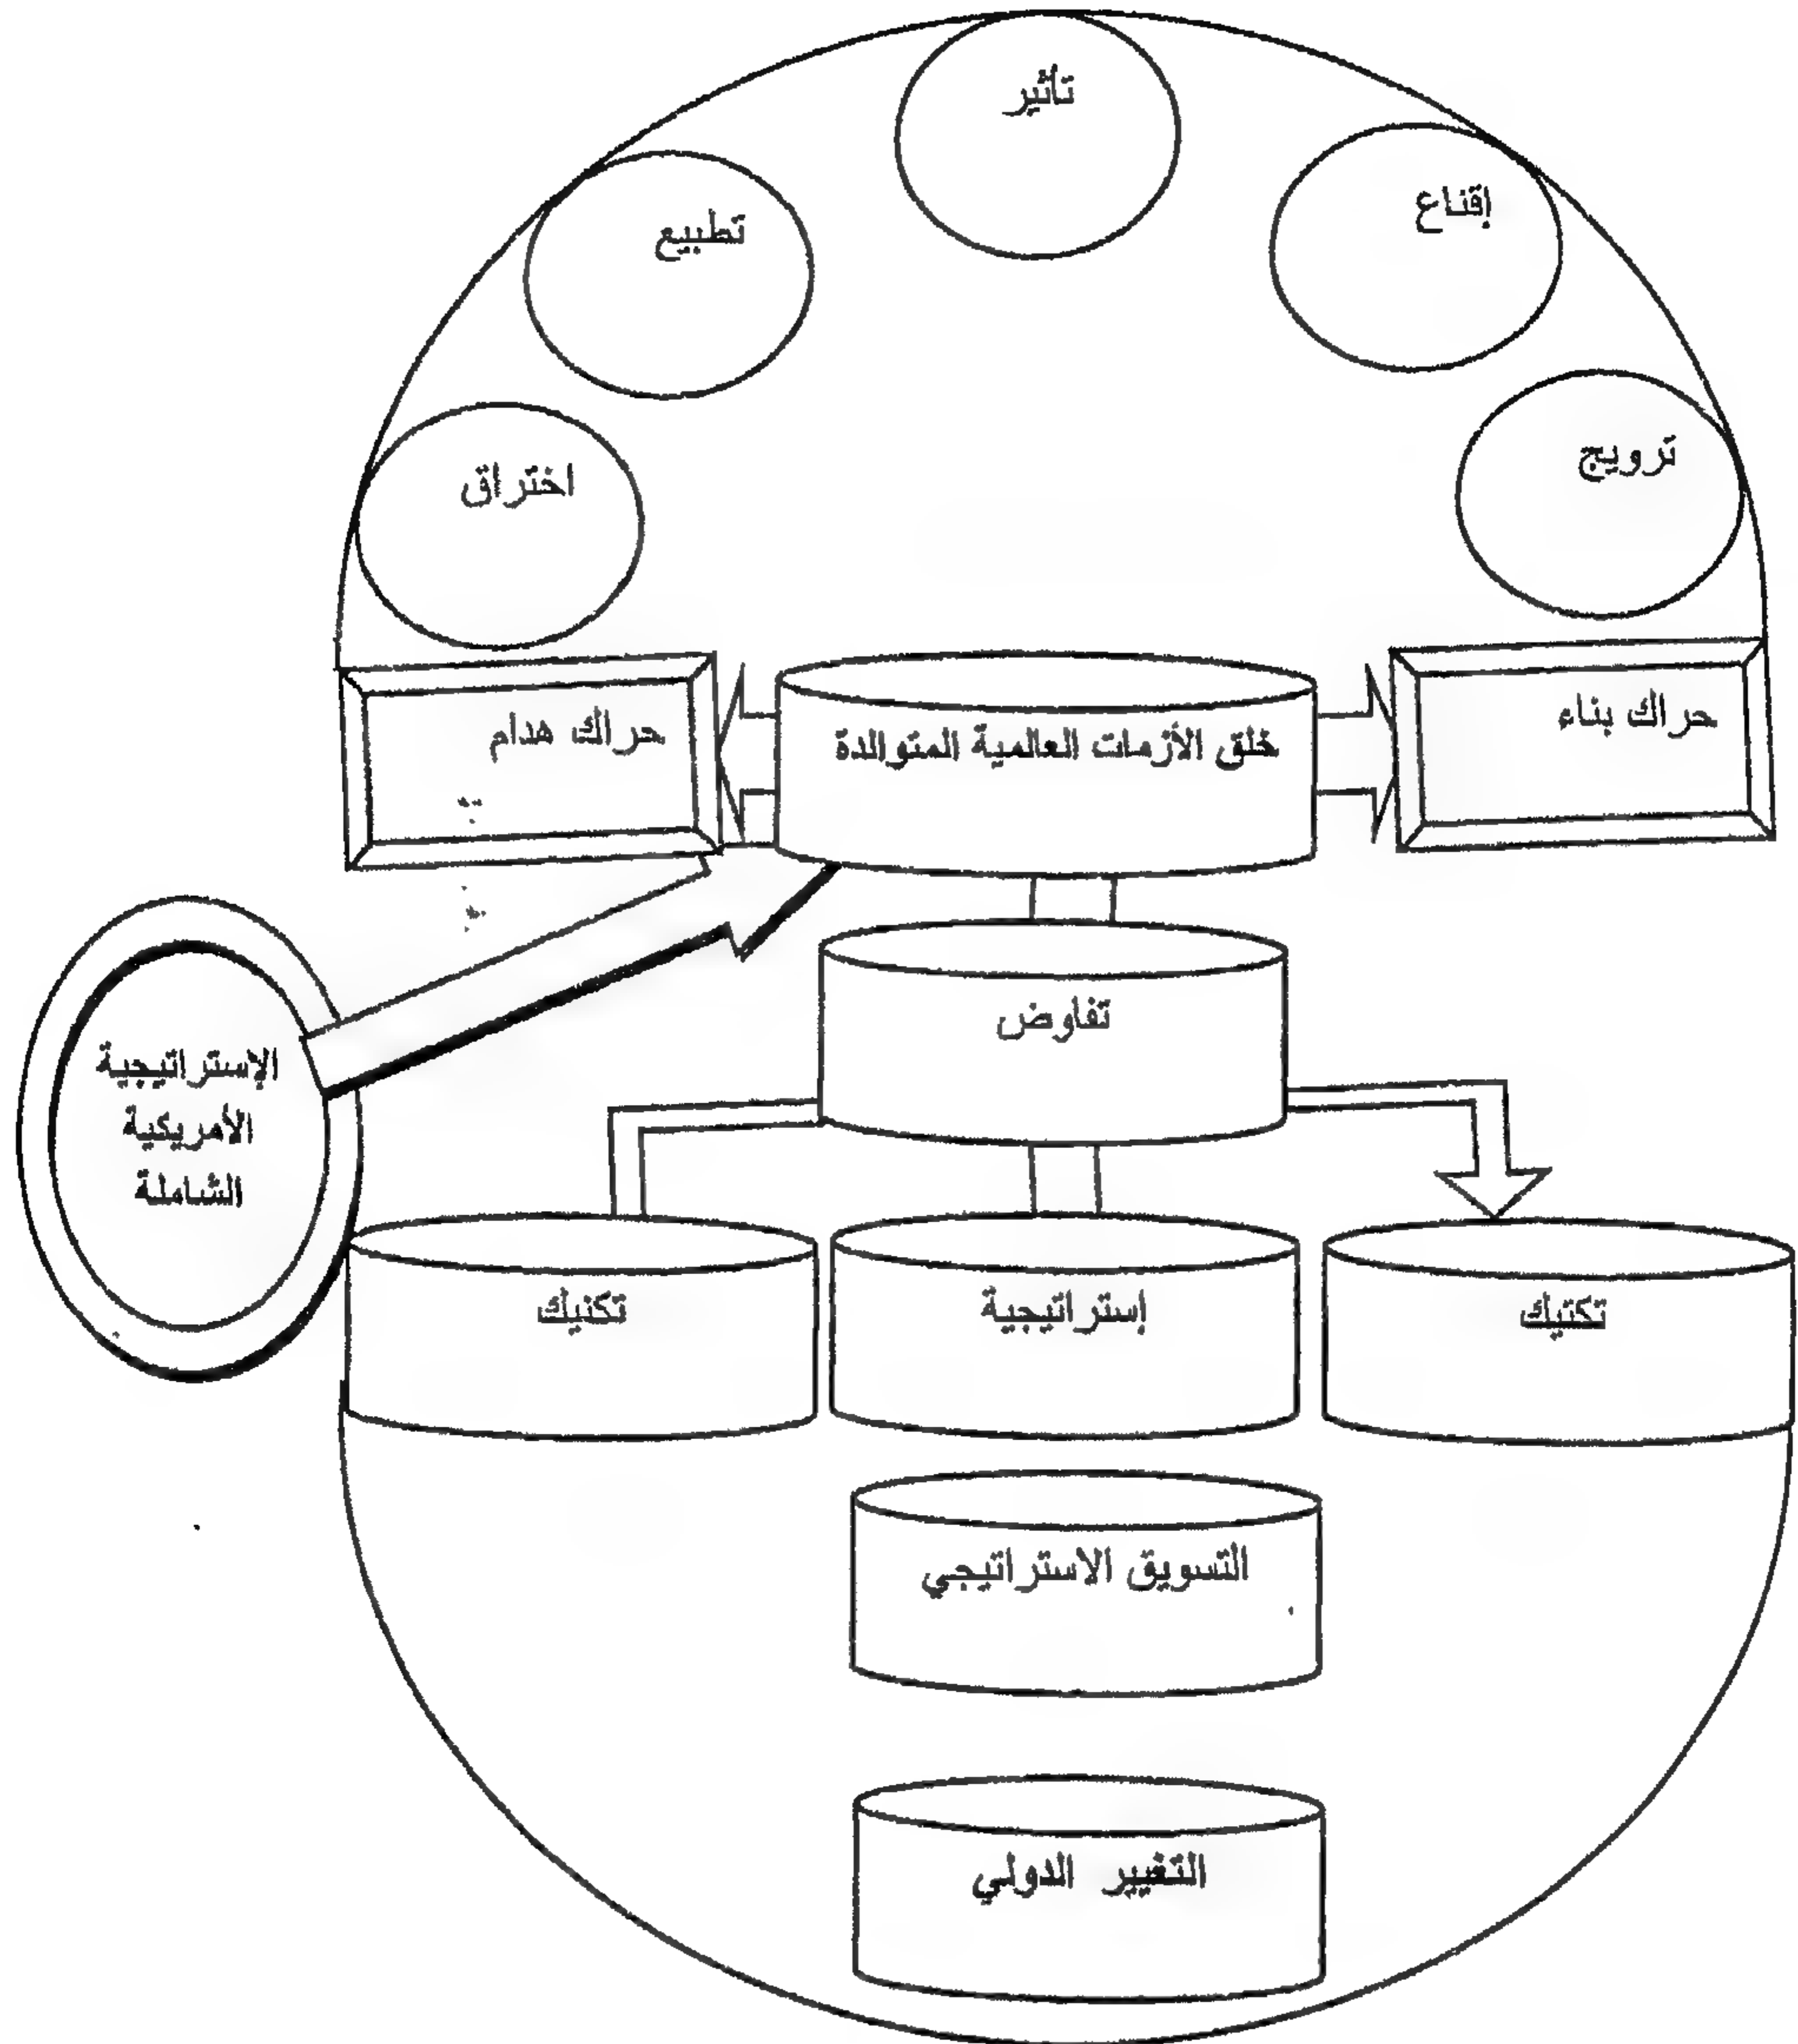 تأثير
إقناع
تطبيع
ترويج
اختراق
حراك بناء
خلق الأزمات العالمية المتوالدة
حراك هدام
تفاوض
الإستراتيجية
الأمريكية
الشاملة
تكتيك
إستراتيجية
تكنيك
التسويق الاستراتيجي
التغيير الدولي